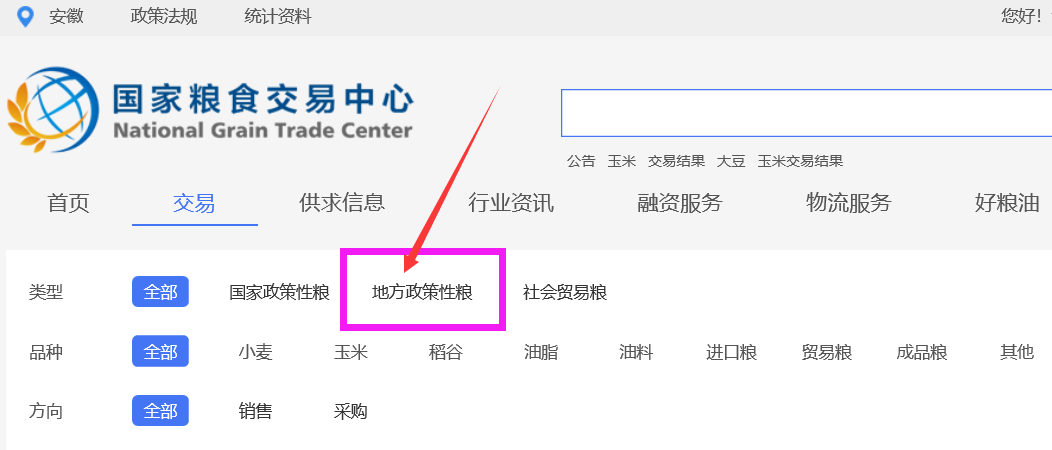 安徽 政策法规 统计资料 您好！
国家粮食交易中心
National Grain Trade Center
公告 玉米 交易结果 大豆 玉米交易结果
首页 交易 供求信息 行业资讯 融资服务 物流服务 好粮油
类型 全部 国家政策性粮 地方政策性粮 社会贸易粮
品种 全部 小麦 玉米 稻谷 油脂 油料 进口粮 贸易粮 成品粮 其他
方向 全部 销售 采购